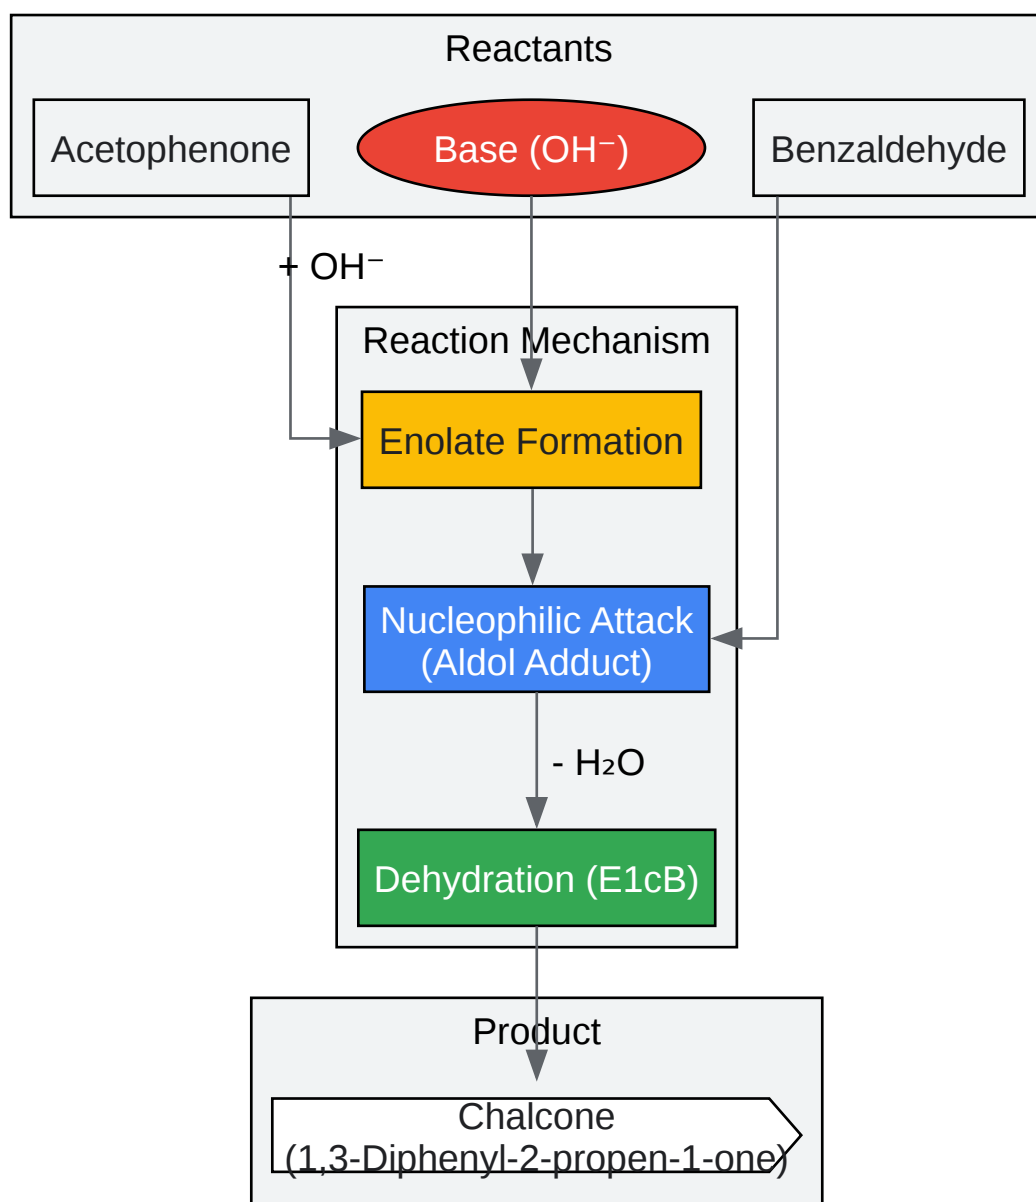 Reactants
Acetophenone
Base (OH⁻)
Benzaldehyde
+ OH⁻
Reaction Mechanism
Enolate Formation
Nucleophilic Attack
(Aldol Adduct)
- H₂O
Dehydration (E1cB)
Product
Chalcone
(1,3-Diphenyl-2-propen-1-one)